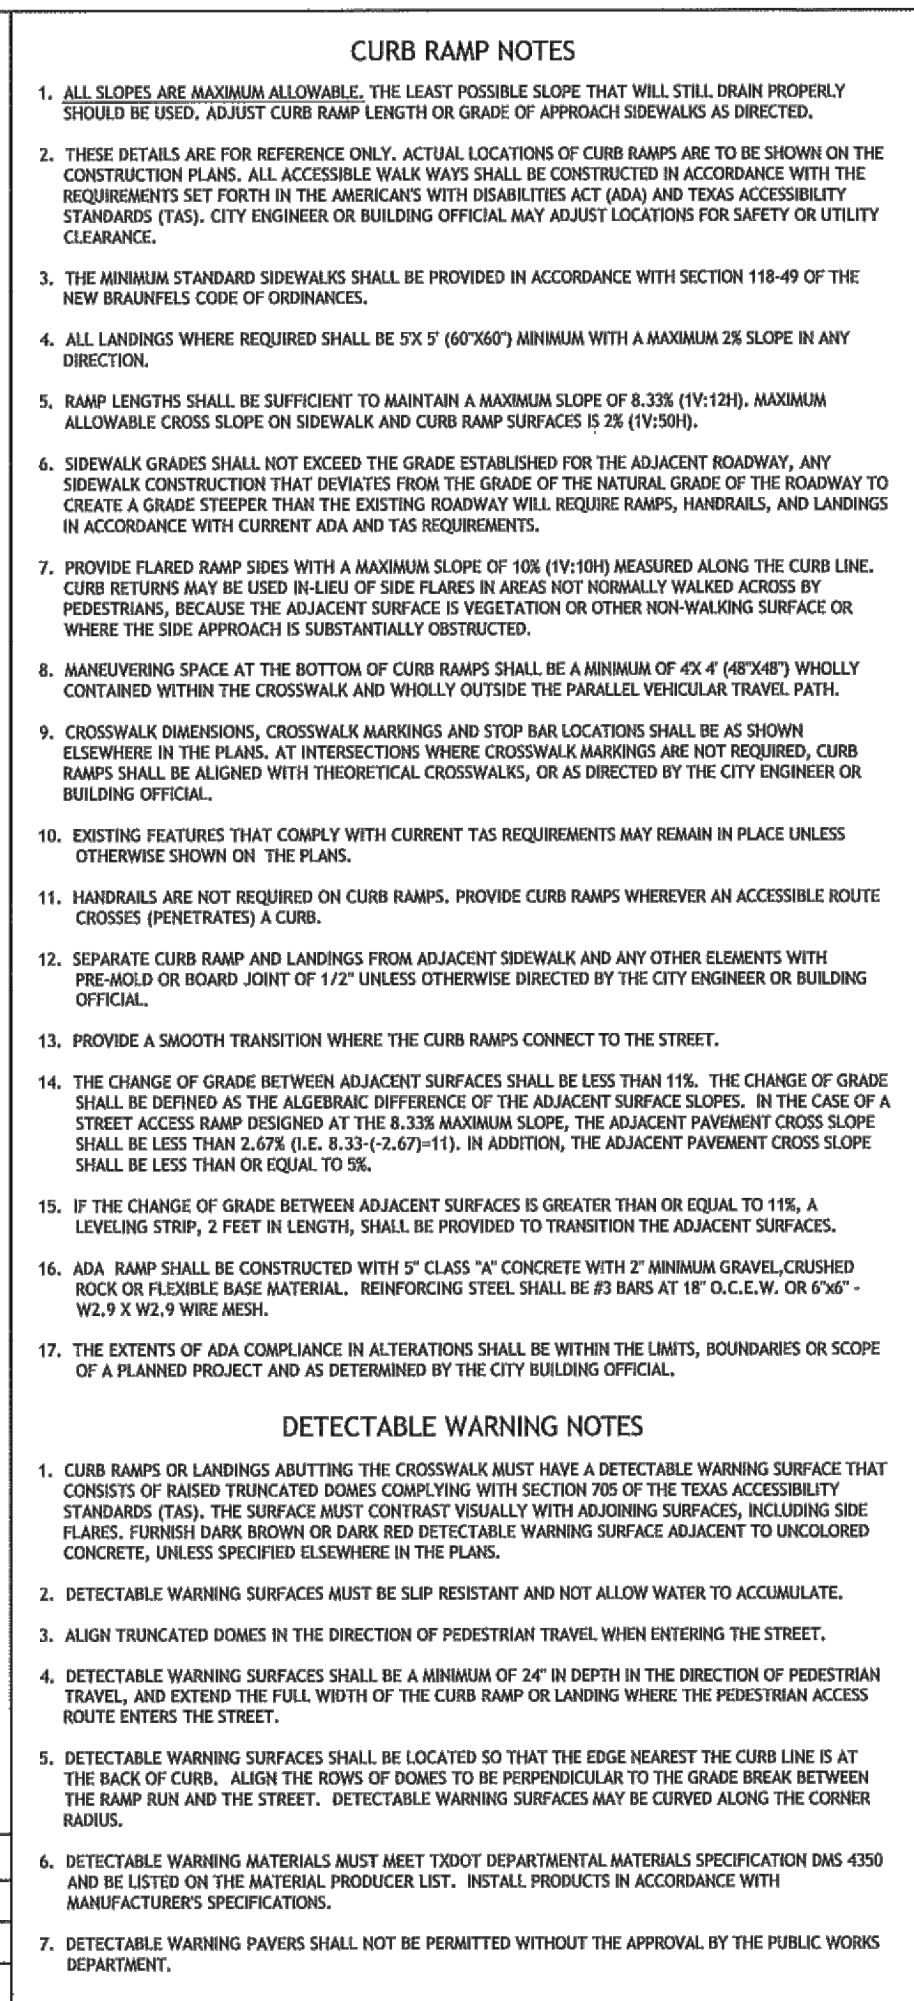 CURB RAMP NOTES
1. ALL SLOPES ARE MAXIMUM ALLOWABLE. THE LEAST POSSIBLE SLOPE THAT WILL STILL DRAIN PROPERLY
SHOULD BE USED. ADJUST CURB RAMP LENGTH OR GRADE OF APPROACH SIDEWALKS AS DIRECTED.
2. THESE DETAILS ARE FOR REFERENCE ONLY. ACTUAL LOCATIONS OF CURB RAMPS ARE TO BE SHOWN ON THE
CONSTRUCTION PLANS. ALL ACCESSIBLE WALK WAYS SHALL BE CONSTRUCTED IN ACCORDANCE WITH THE
REQUIREMENTS SET FORTH IN THE AMERICAN'S WITH DISABILITIES ACT (ADA) AND TEXAS ACCESSIBILITY
STANDARDS (TAS). CITY ENGINEER OR BUILDING OFFICIAL MAY ADJUST LOCATIONS FOR SAFETY OR UTILITY
CLEARANCE.
3. THE MINIMUM STANDARD SIDEWALKS SHALL BE PROVIDED IN ACCORDANCE WITH SECTION 118-49 OF THE
NEW BRAUNFELS CODE OF ORDINANCES.
4. ALL LANDINGS WHERE REQUIRED SHALL BE 5'X 5' (60"X60") MINIMUM WITH A MAXIMUM 2% SLOPE IN ANY
DIRECTION.
5. RAMP LENGTHS SHALL BE SUFFICIENT TO MAINTAIN A MAXIMUM SLOPE OF 8.33% (1V:12H). MAXIMUM
ALLOWABLE CROSS SLOPE ON SIDEWALK AND CURB RAMP SURFACES IS 2% (1V:50H).
6. SIDEWALK GRADES SHALL NOT EXCEED THE GRADE ESTABLISHED FOR THE ADJACENT ROADWAY, ANY
SIDEWALK CONSTRUCTION THAT DEVIATES FROM THE GRADE OF THE NATURAL GRADE OF THE ROADWAY TO
CREATE A GRADE STEEPER THAN THE EXISTING ROADWAY WILL REQUIRE RAMPS, HANDRAILS, AND LANDINGS
IN ACCORDANCE WITH CURRENT ADA AND TAS REQUIREMENTS.
7. PROVIDE FLARED RAMP SIDES WITH A MAXIMUM SLOPE OF 10% (1V:10H) MEASURED ALONG THE CURB LINE.
CURB RETURNS MAY BE USED IN-LIEU OF SIDE FLARES IN AREAS NOT NORMALLY WALKED ACROSS BY
PEDESTRIANS, BECAUSE THE ADJACENT SURFACE IS VEGETATION OR OTHER NON-WALKING SURFACE OR
WHERE THE SIDE APPROACH IS SUBSTANTIALLY OBSTRUCTED.
8. MANEUVERING SPACE AT THE BOTTOM OF CURB RAMPS SHALL BE A MINIMUM OF 4'X 4' (48"X48") WHOLLY
CONTAINED WITHIN THE CROSSWALK AND WHOLLY OUTSIDE THE PARALLEL VEHICULAR TRAVEL PATH.
9. CROSSWALK DIMENSIONS, CROSSWALK MARKINGS AND STOP BAR LOCATIONS SHALL BE AS SHOWN
ELSEWHERE IN THE PLANS. AT INTERSECTIONS WHERE CROSSWALK MARKINGS ARE NOT REQUIRED, CURB
RAMPS SHALL BE ALIGNED WITH THEORETICAL CROSSWALKS, OR AS DIRECTED BY THE CITY ENGINEER OR
BUILDING OFFICIAL.
10. EXISTING FEATURES THAT COMPLY WITH CURRENT TAS REQUIREMENTS MAY REMAIN IN PLACE UNLESS
OTHERWISE SHOWN ON THE PLANS.
11. HANDRAILS ARE NOT REQUIRED ON CURB RAMPS. PROVIDE CURB RAMPS WHEREVER AN ACCESSIBLE ROUTE
CROSSES (PENETRATES) A CURB.
12. SEPARATE CURB RAMP AND LANDINGS FROM ADJACENT SIDEWALK AND ANY OTHER ELEMENTS WITH
PRE-MOLD OR BOARD JOINT OF 1/2" UNLESS OTHERWISE DIRECTED BY THE CITY ENGINEER OR BUILDING
OFFICIAL.
13. PROVIDE A SMOOTH TRANSITION WHERE THE CURB RAMPS CONNECT TO THE STREET.
14. THE CHANGE OF GRADE BETWEEN ADJACENT SURFACES SHALL BE LESS THAN 11%. THE CHANGE OF GRADE
SHALL BE DEFINED AS THE ALGEBRAIC DIFFERENCE OF THE ADJACENT SURFACE SLOPES. IN THE CASE OF A
STREET ACCESS RAMP DESIGNED AT THE 8.33% MAXIMUM SLOPE, THE ADJACENT PAVEMENT CROSS SLOPE
SHALL BE LESS THAN 2.67% (I.E. 8.33-(-2.67)=11). IN ADDITION, THE ADJACENT PAVEMENT CROSS SLOPE
SHALL BE LESS THAN OR EQUAL TO 5%.
15. IF THE CHANGE OF GRADE BETWEEN ADJACENT SURFACES IS GREATER THAN OR EQUAL TO 11%, A
LEVELING STRIP, 2 FEET IN LENGTH, SHALL BE PROVIDED TO TRANSITION THE ADJACENT SURFACES.
16. ADA RAMP SHALL BE CONSTRUCTED WITH 5" CLASS "A" CONCRETE WITH 2" MINIMUM GRAVEL,CRUSHED
ROCK OR FLEXIBLE BASE MATERIAL. REINFORCING STEEL SHALL BE #3 BARS AT 18" O.C.E.W. OR 6"x6" -
W2.9 X W2.9 WIRE MESH.
17. THE EXTENTS OF ADA COMPLIANCE IN ALTERATIONS SHALL BE WITHIN THE LIMITS, BOUNDARIES OR SCOPE
OF A PLANNED PROJECT AND AS DETERMINED BY THE CITY BUILDING OFFICIAL.
DETECTABLE WARNING NOTES
1. CURB RAMPS OR LANDINGS ABUTTING THE CROSSWALK MUST HAVE A DETECTABLE WARNING SURFACE THAT
CONSISTS OF RAISED TRUNCATED DOMES COMPLYING WITH SECTION 705 OF THE TEXAS ACCESSIBILITY
STANDARDS (TAS). THE SURFACE MUST CONTRAST VISUALLY WITH ADJOINING SURFACES, INCLUDING SIDE
FLARES. FURNISH DARK BROWN OR DARK RED DETECTABLE WARNING SURFACE ADJACENT TO UNCOLORED
CONCRETE, UNLESS SPECIFIED ELSEWHERE IN THE PLANS.
2. DETECTABLE WARNING SURFACES MUST BE SLIP RESISTANT AND NOT ALLOW WATER TO ACCUMULATE.
3. ALIGN TRUNCATED DOMES IN THE DIRECTION OF PEDESTRIAN TRAVEL WHEN ENTERING THE STREET.
4. DETECTABLE WARNING SURFACES SHALL BE A MINIMUM OF 24" IN DEPTH IN THE DIRECTION OF PEDESTRIAN
TRAVEL, AND EXTEND THE FULL WIDTH OF THE CURB RAMP OR LANDING WHERE THE PEDESTRIAN ACCESS
ROUTE ENTERS THE STREET.
5. DETECTABLE WARNING SURFACES SHALL BE LOCATED SO THAT THE EDGE NEAREST THE CURB LINE IS AT
THE BACK OF CURB. ALIGN THE ROWS OF DOMES TO BE PERPENDICULAR TO THE GRADE BREAK BETWEEN
THE RAMP RUN AND THE STREET. DETECTABLE WARNING SURFACES MAY BE CURVED ALONG THE CORNER
RADIUS.
6. DETECTABLE WARNING MATERIALS MUST MEET TXDOT DEPARTMENTAL MATERIALS SPECIFICATION DMS 4350
AND BE LISTED ON THE MATERIAL PRODUCER LIST. INSTALL PRODUCTS IN ACCORDANCE WITH
MANUFACTURER'S SPECIFICATIONS.
7. DETECTABLE WARNING PAVERS SHALL NOT BE PERMITTED WITHOUT THE APPROVAL BY THE PUBLIC WORKS
DEPARTMENT.